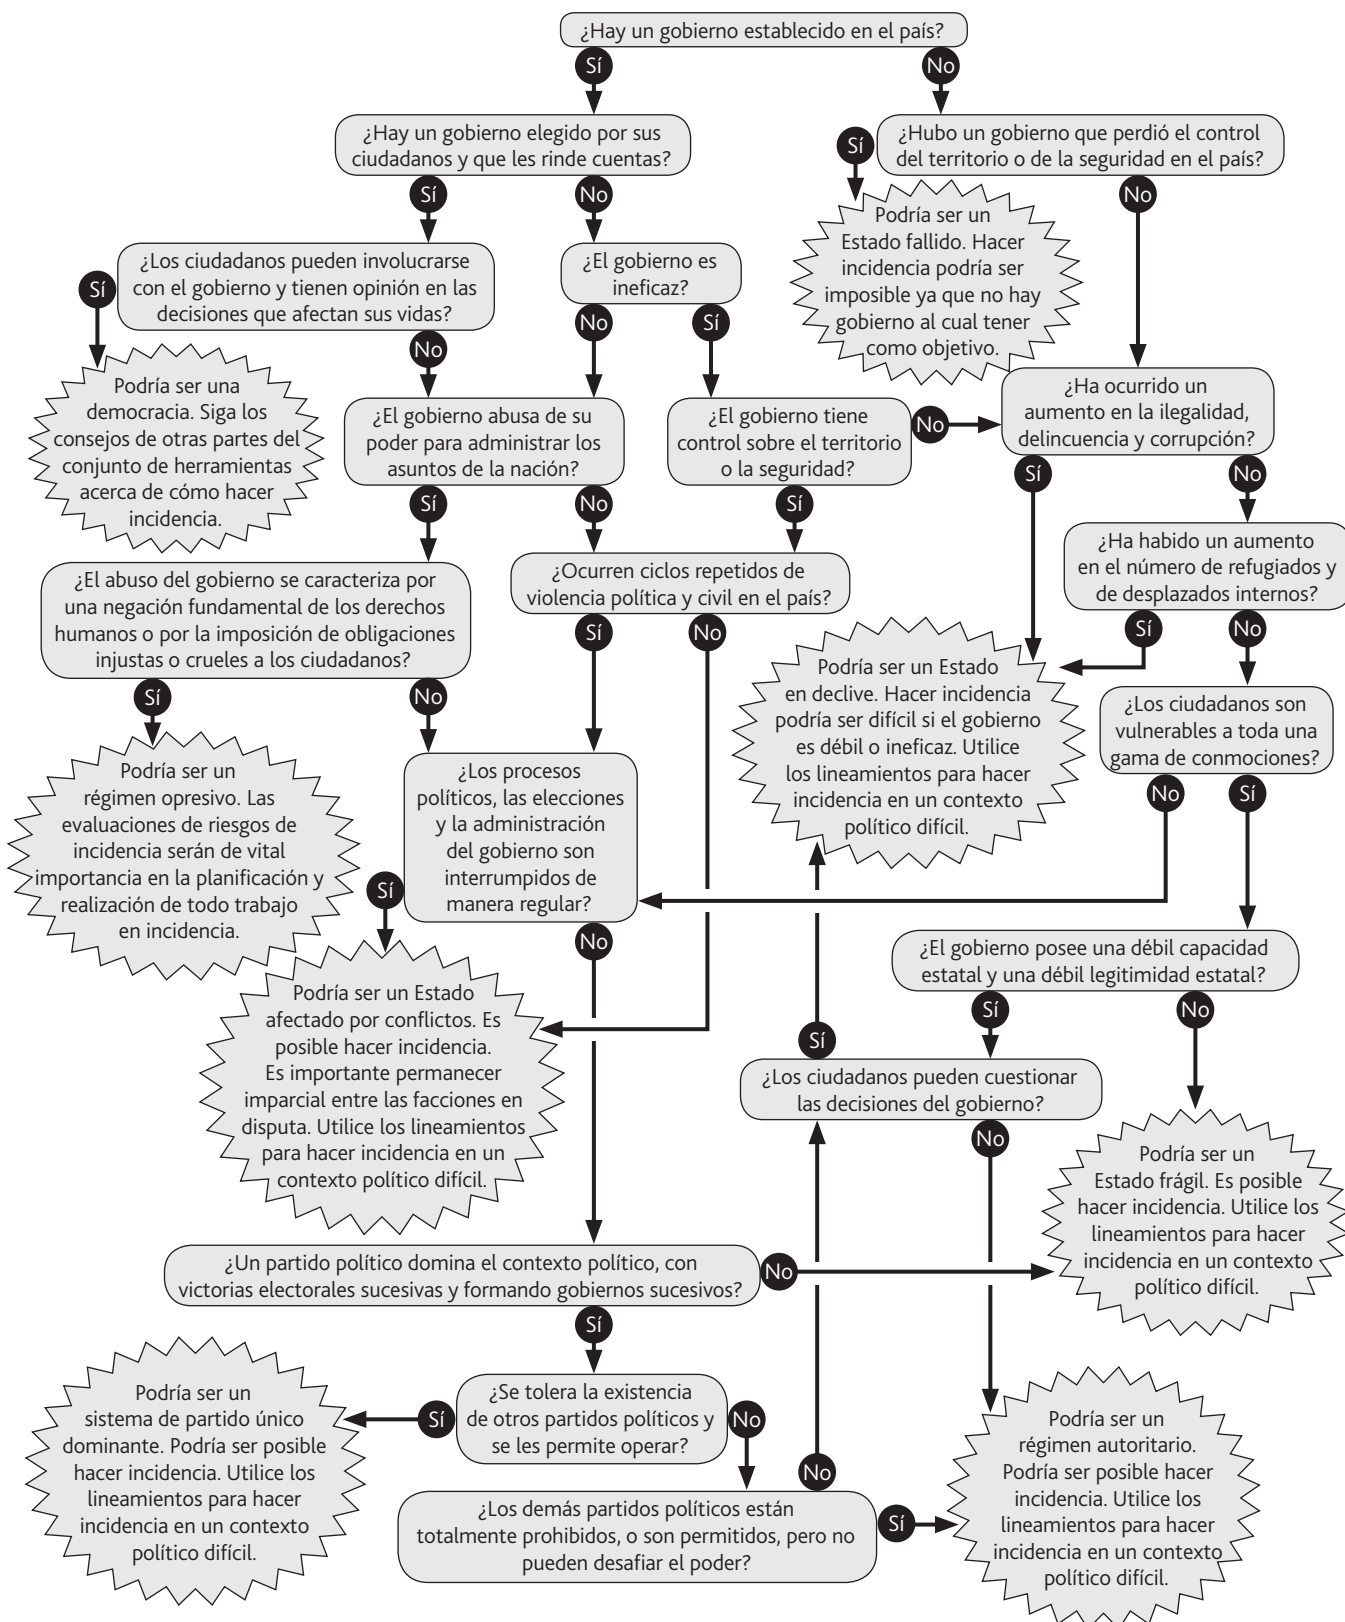 ¿Hay un gobierno establecido en el país?
Sí
No
¿Hay un gobierno elegido por sus
ciudadanos y que les rinde cuentas?
¿Hubo un gobierno que perdió el control
del territorio o de la seguridad en el país?
Sí
Sí
No
No
Podría ser un
Estado fallido. Hacer
incidencia podría ser
imposible ya que no hay
gobierno al cual tener
como objetivo.
¿Los ciudadanos pueden involucrarse
con el gobierno y tienen opinión en las
decisiones que afectan sus vidas?
¿El gobierno es
ineficaz?
Sí
No
No
Sí
Podría ser una
democracia. Siga los
consejos de otras partes del
conjunto de herramientas
acerca de cómo hacer
incidencia.
¿El gobierno abusa de su
poder para administrar los
asuntos de la nación?
¿El gobierno tiene
control sobre el territorio
o la seguridad?
No
¿Ha ocurrido un
aumento en la ilegalidad,
delincuencia y corrupción?
Sí
No
Sí
Sí
No
¿El abuso del gobierno se caracteriza por
una negación fundamental de los derechos
humanos o por la imposición de obligaciones
injustas o crueles a los ciudadanos?
¿Ocurren ciclos repetidos de
violencia política y civil en el país?
¿Ha habido un aumento
en el número de refugiados y
de desplazados internos?
Sí
No
Sí
No
Sí
No
Podría ser un
régimen opresivo. Las
evaluaciones de riesgos de
incidencia serán de vital
importancia en la planificación y
realización de todo trabajo
en incidencia.
¿Los procesos
políticos, las elecciones
y la administración
del gobierno son
interrumpidos de
manera regular?
Podría ser un Estado
en declive. Hacer incidencia
podría ser difícil si el gobierno
es débil o ineficaz. Utilice
los lineamientos para hacer
incidencia en un contexto
político difícil.
¿Los ciudadanos son
vulnerables a toda una
gama de conmociones?
No
Sí
Sí
No
Podría ser un Estado
afectado por conflictos. Es
posible hacer incidencia.
Es importante permanecer
imparcial entre las facciones en
disputa. Utilice los lineamientos
para hacer incidencia en un
contexto político difícil.
¿El gobierno posee una débil capacidad
estatal y una débil legitimidad estatal?
Sí
No
Sí
¿Los ciudadanos pueden cuestionar
las decisiones del gobierno?
No
Podría ser un
Estado frágil. Es posible
hacer incidencia. Utilice los
lineamientos para hacer
incidencia en un contexto
político difícil.
¿Un partido político domina el contexto político, con
victorias electorales sucesivas y formando gobiernos sucesivos?
No
Sí
Podría ser un
sistema de partido único
dominante. Podría ser posible
hacer incidencia. Utilice los
lineamientos para hacer
incidencia en un contexto
político difícil.
Sí
¿Se tolera la existencia
de otros partidos políticos y
se les permite operar?
No
No
¿Los demás partidos políticos están
totalmente prohibidos, o son permitidos, pero no
pueden desafiar el poder?
Sí
Podría ser un
régimen autoritario.
Podría ser posible hacer
incidencia. Utilice los
lineamientos para hacer
incidencia en un contexto
político difícil.